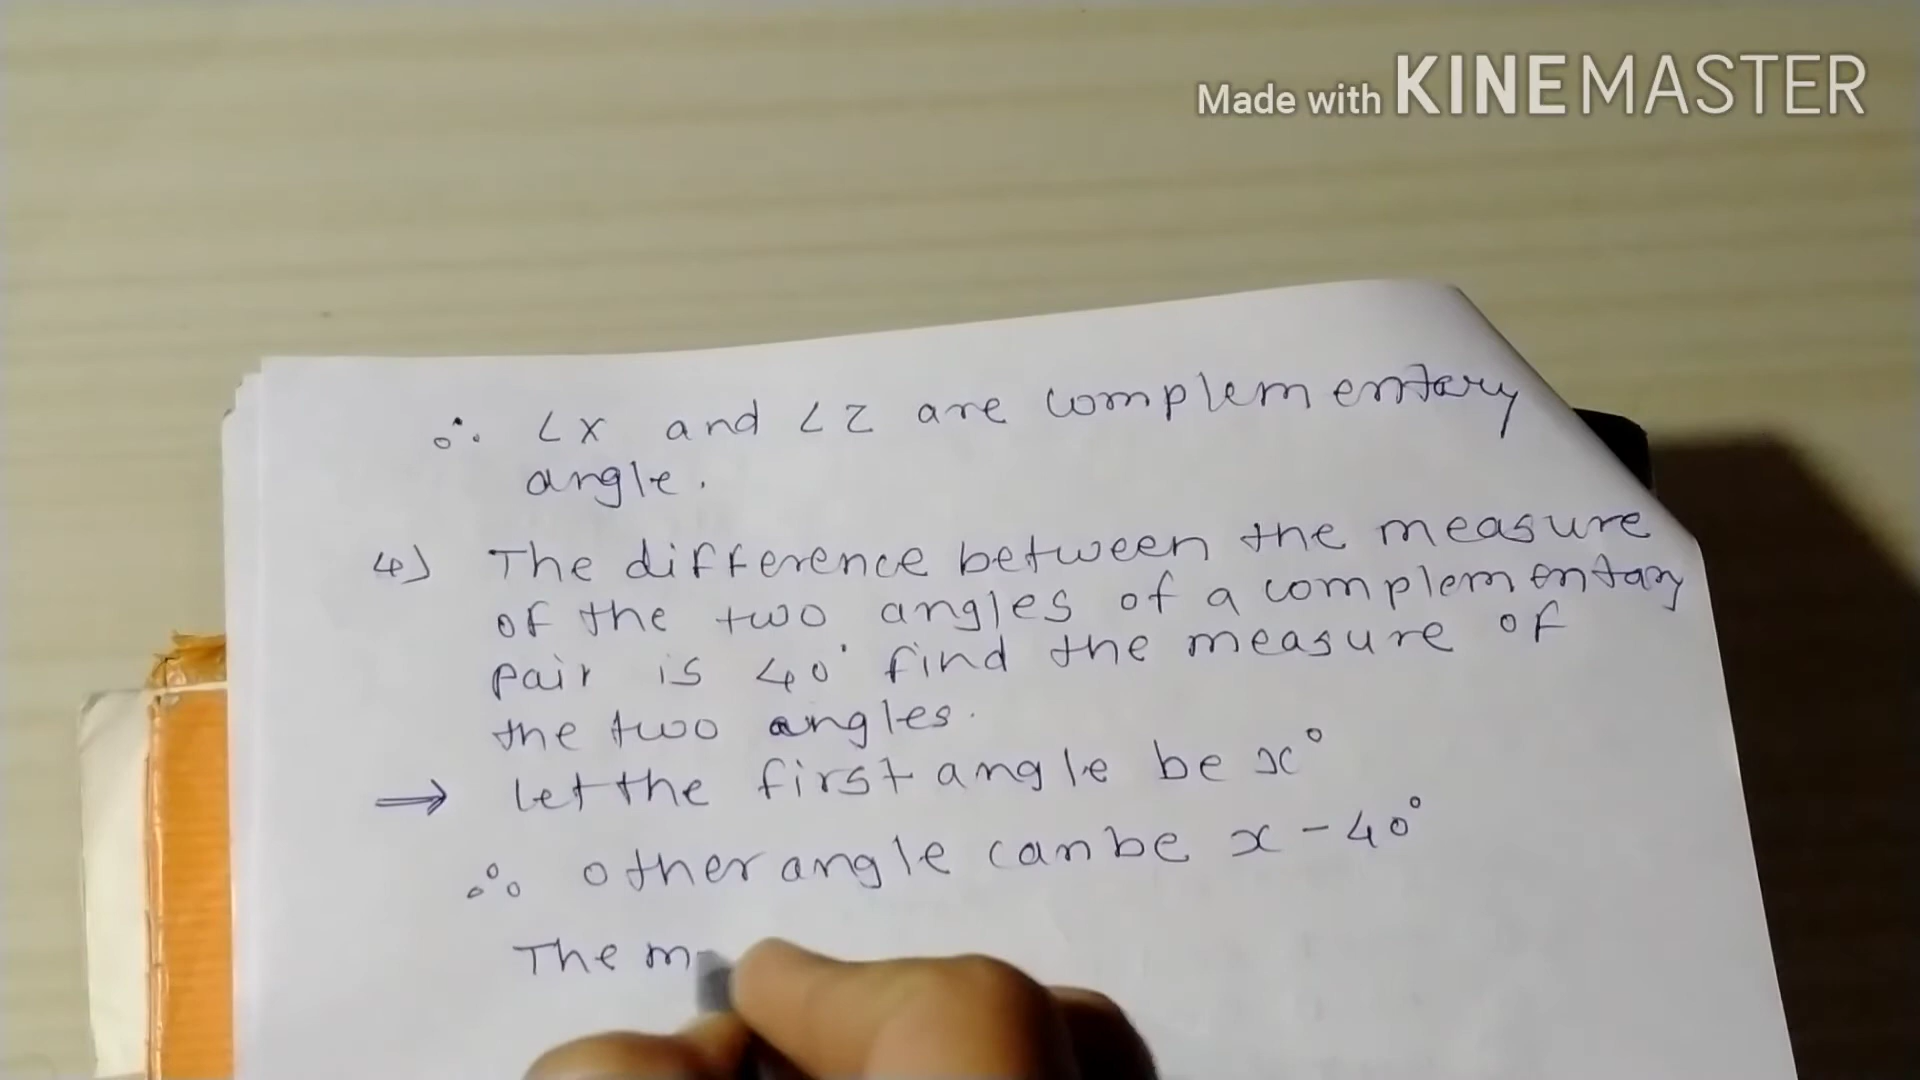 Made with KINEMASTER
∴ ∠X and ∠Z are complementary
angle.
4) The difference between the measure
of the two angles of a complementary
pair is 40° find the measure of
the two angles.
⇒ let the first angle be x°
∴ other angle can be x - 40°
The m